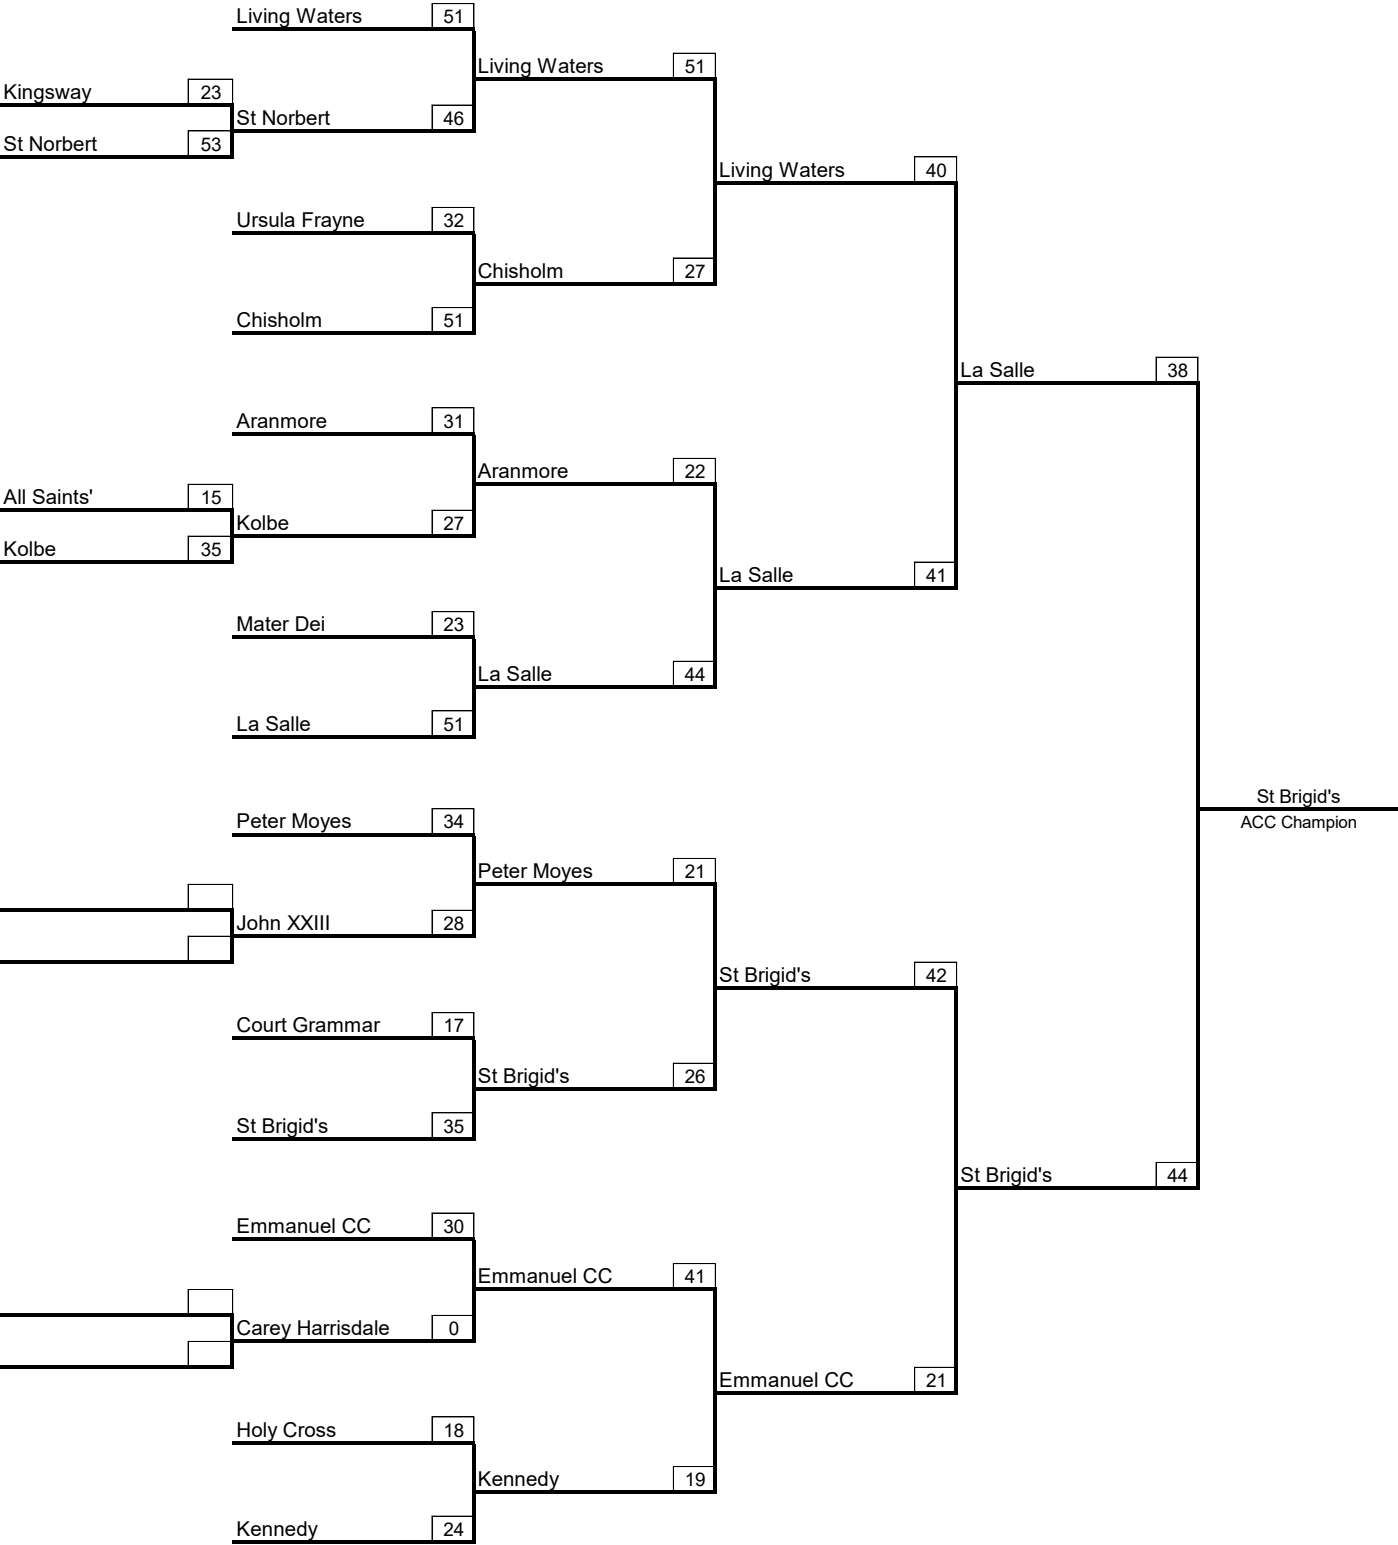 Living Waters 51
Living Waters 51
Kingsway 23
St Norbert 46
St Norbert 53
Living Waters 40
Ursula Frayne 32
Chisholm 27
Chisholm 51
La Salle 38
Aranmore 31
Aranmore 22
All Saints' 15
Kolbe 27
Kolbe 35
La Salle 41
Mater Dei 23
La Salle 44
La Salle 51
St Brigid's
ACC Champion
Peter Moyes 34
Peter Moyes 21
John XXIII 28
St Brigid's 42
Court Grammar 17
St Brigid's 26
St Brigid's 35
St Brigid's 44
Emmanuel CC 30
Emmanuel CC 41
Carey Harrisdale 0
Emmanuel CC 21
Holy Cross 18
Kennedy 19
Kennedy 24